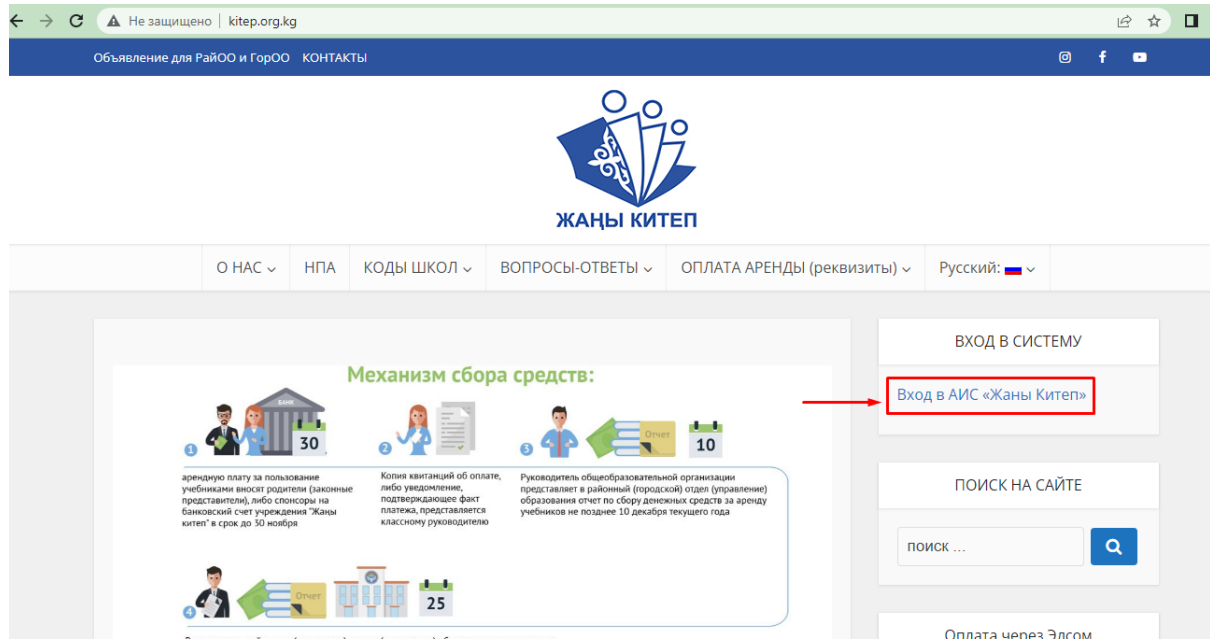 Не защищено | kitep.org.kg
Объявление для РайОО и ГорОО КОНТАКТЫ
ЖАҢЫ КИТЕП
О НАС НПА КОДЫ ШКОЛ ВОПРОСЫ-ОТВЕТЫ ОПЛАТА АРЕНДЫ (реквизиты) Русский:
Механизм сбора средств:
БАНК
30
1
2
3
Отчет
10
арендную плату за пользование
учебниками вносят родители (законные
представители), либо спонсоры на
банковский счет учреждения "Жаңы
китеп" в срок до 30 ноября
Копия квитанций об оплате,
либо уведомление,
подтверждающее факт
платежа, представляется
классному руководителю
Руководитель общеобразовательной организации
представляет в районный (городской) отдел (управление)
образования отчет по сбору денежных средств за аренду
учебников не позднее 10 декабря текущего года
4
Отчет
25
ВХОД В СИСТЕМУ
Вход в АИС «Жаны Китеп»
ПОИСК НА САЙТЕ
поиск ...
Оплата через Элсом